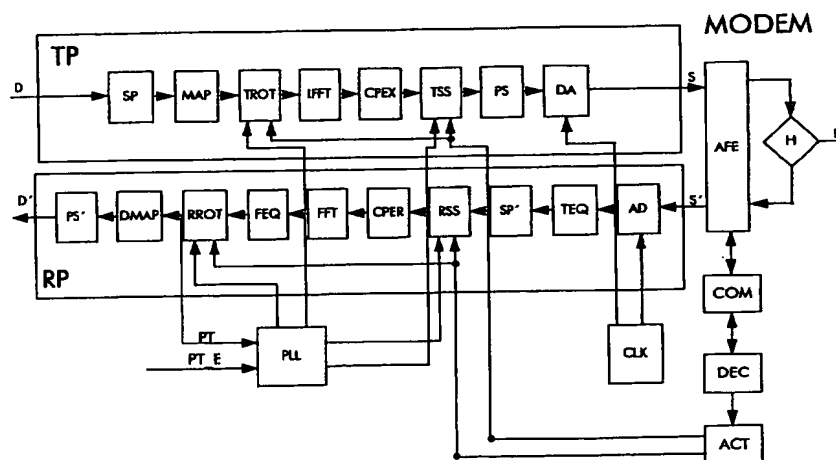 MODEM
TP
D
SP
MAP
TROT
IFFT
CPEX
TSS
PS
DA
S
AFE
H
D´
PS´
DMAP
RROT
FEQ
FFT
CPER
RSS
SP´
TEQ
AD
S´
RP
COM
PT
PT_E
PLL
CLK
DEC
ACT